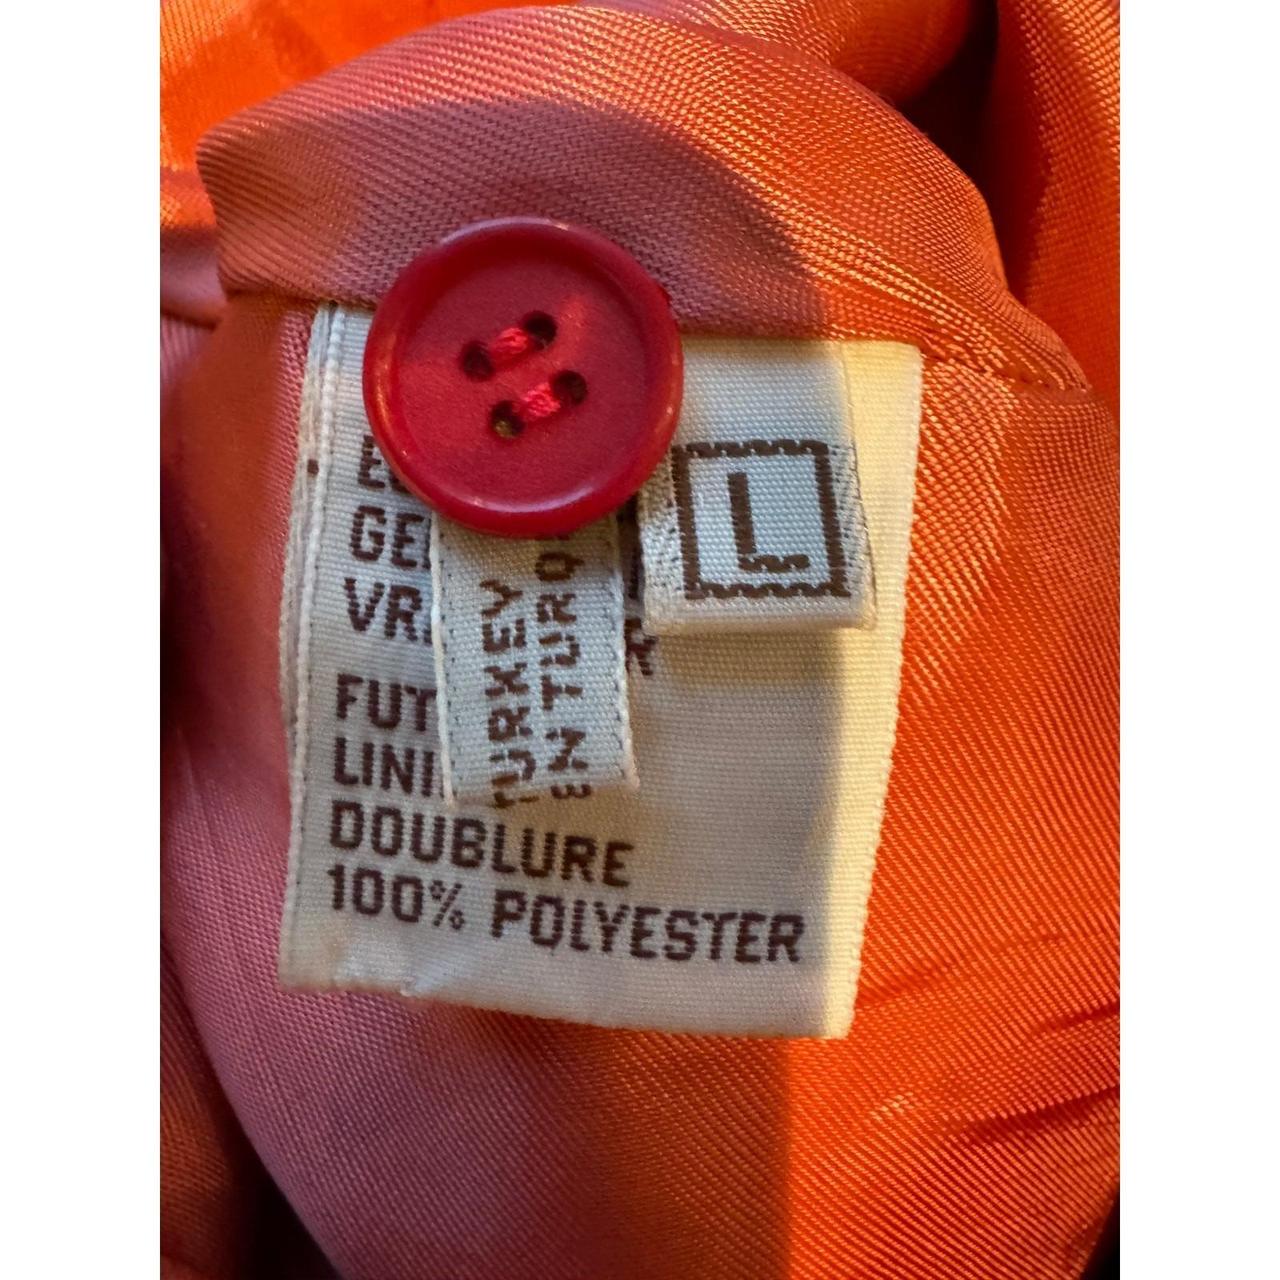 L
TURKEY
EN TURQ
FUT
LINI
DOUBLURE
100% POLYESTER